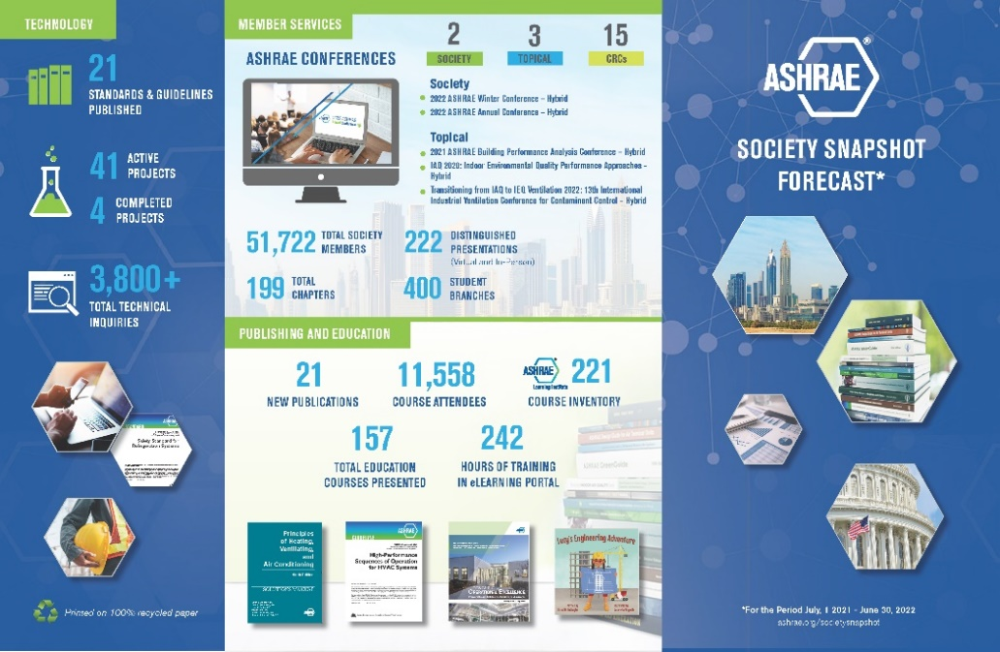 TECHNOLOGY
21
STANDARDS & GUIDELINES
PUBLISHED
41 ACTIVE
PROJECTS
4 COMPLETED
PROJECTS
3,800+
TOTAL TECHNICAL
INQUIRIES
ASHRAE
Safety Standard for
Refrigeration Systems
Printed on 100% recycled paper
MEMBER SERVICES
ASHRAE CONFERENCES
2
SOCIETY
3
TOPICAL
15
CRCs
Society
2022 ASHRAE Winter Conference – Hybrid
2022 ASHRAE Annual Conference – Hybrid
Topical
2021 ASHRAE Building Performance Analysis Conference – Hybrid
IAQ 2020: Indoor Environmental Quality Performance Approaches -
Hybrid
Transitioning from IAQ to IEQ Ventilation 2022: 13th International
Industrial Ventilation Conference for Contaminant Control – Hybrid
51,722 TOTAL SOCIETY
MEMBERS
222 DISTINGUISHED
PRESENTATIONS
(Virtual and In-Person)
199 TOTAL
CHAPTERS
400 STUDENT
BRANCHES
PUBLISHING AND EDUCATION
21
NEW PUBLICATIONS
11,558
COURSE ATTENDEES
ASHRAE
Learning Institute
221
COURSE INVENTORY
157
TOTAL EDUCATION
COURSES PRESENTED
242
HOURS OF TRAINING
IN eLEARNING PORTAL
Principles
of Heating,
Ventilating,
and
Air Conditioning
GUIDELINE
ASHRAE
High-Performance
Sequences of Operation
for HVAC Systems
OPERATIONAL EXCELLENCE
Lucy's Engineering Adventure
ASHRAE®
SOCIETY SNAPSHOT
FORECAST*
*For the Period July, 1 2021 - June 30, 2022
ashrae.org/societysnapshot